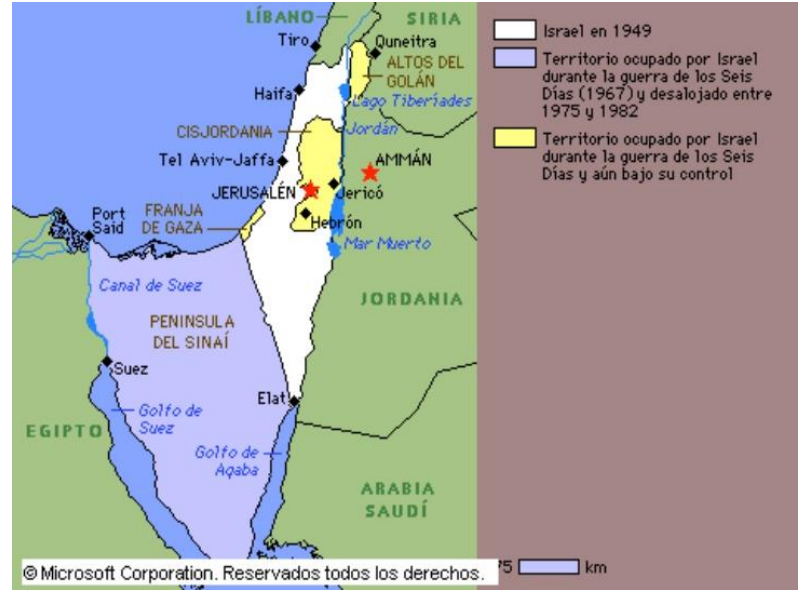 LÍBANO
SIRIA
Tiro
Quneitra
ALTOS DEL
GOLÁN
Haifa
Lago Tiberíades
CISJORDANIA
Jordán
Tel Aviv-Jaffa
AMMÁN
JERUSALÉN
Jericó
FRANJA
DE GAZA
Hebrón
Port
Said
Mar Muerto
Canal de Suez
JORDANIA
PENINSULA
DEL SINAÍ
Suez
Elat
Golfo de
Suez
EGIPTO
Golfo de
Aqaba
ARABIA
SAUDÍ
Israel en 1949
Territorio ocupado por Israel
durante la guerra de los Seis
Días (1967) y desalojado entre
1975 y 1982
Territorio ocupado por Israel
durante la guerra de los Seis
Días y aún bajo su control
© Microsoft Corporation. Reservados todos los derechos.
75 km